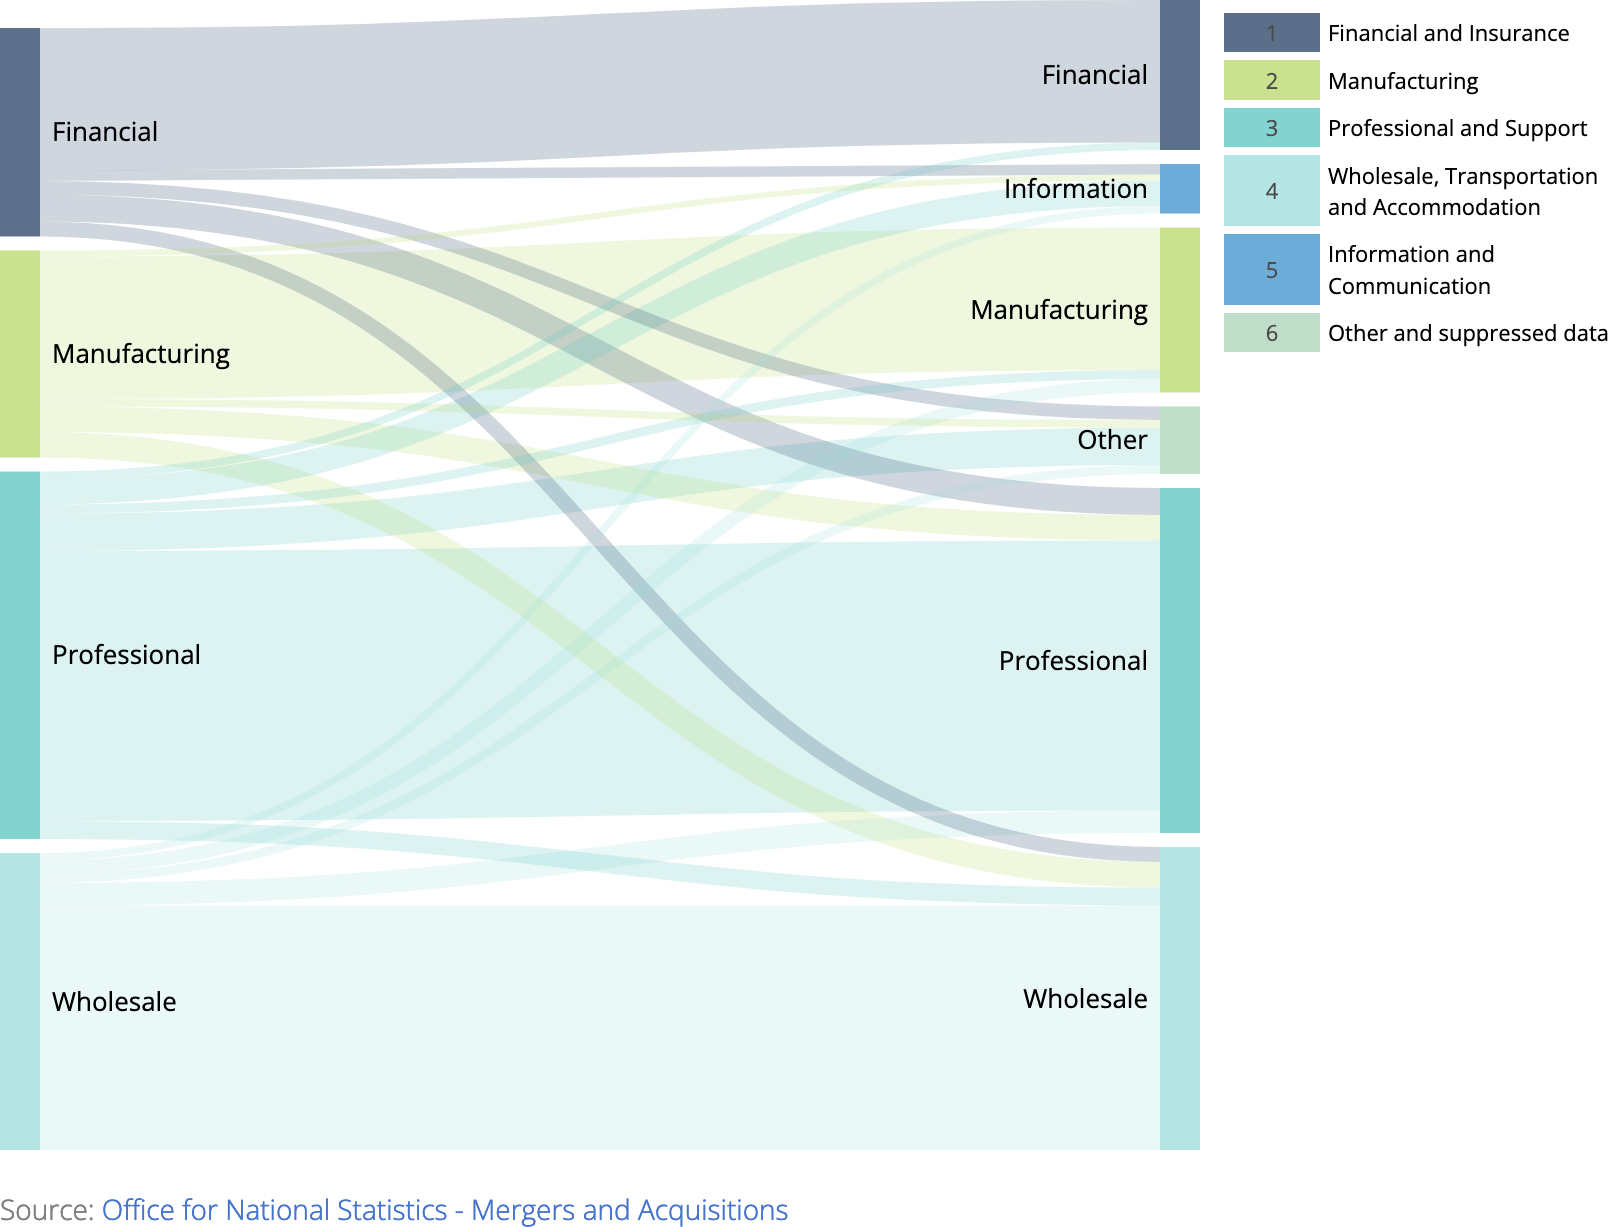 Financial
Manufacturing
Professional
Wholesale
Financial
Information
Manufacturing
Other
Professional
Wholesale
1 Financial and Insurance
2 Manufacturing
3 Professional and Support
4 Wholesale, Transportation
and Accommodation
5 Information and
Communication
6 Other and suppressed data
Source: Office for National Statistics - Mergers and Acquisitions